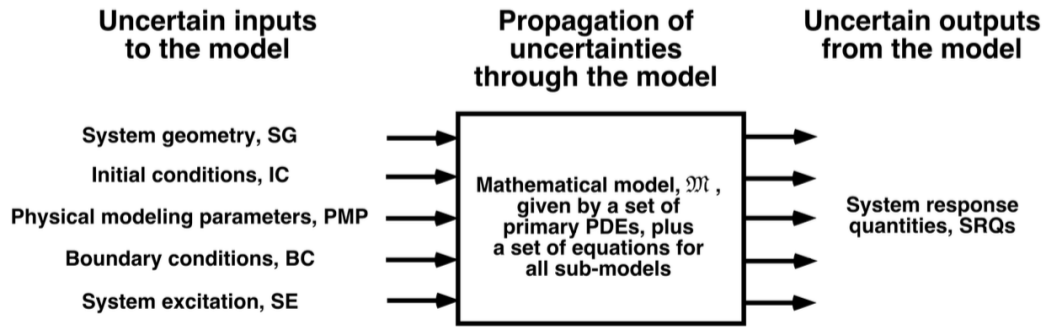 Uncertain inputs
to the model
Propagation of
uncertainties
through the model
Uncertain outputs
from the model
System geometry, SG
Initial conditions, IC
Physical modeling parameters, PMP
Boundary conditions, BC
System excitation, SE
Mathematical model, 𝔐 ,
given by a set of
primary PDEs, plus
a set of equations for
all sub-models
System response
quantities, SRQs